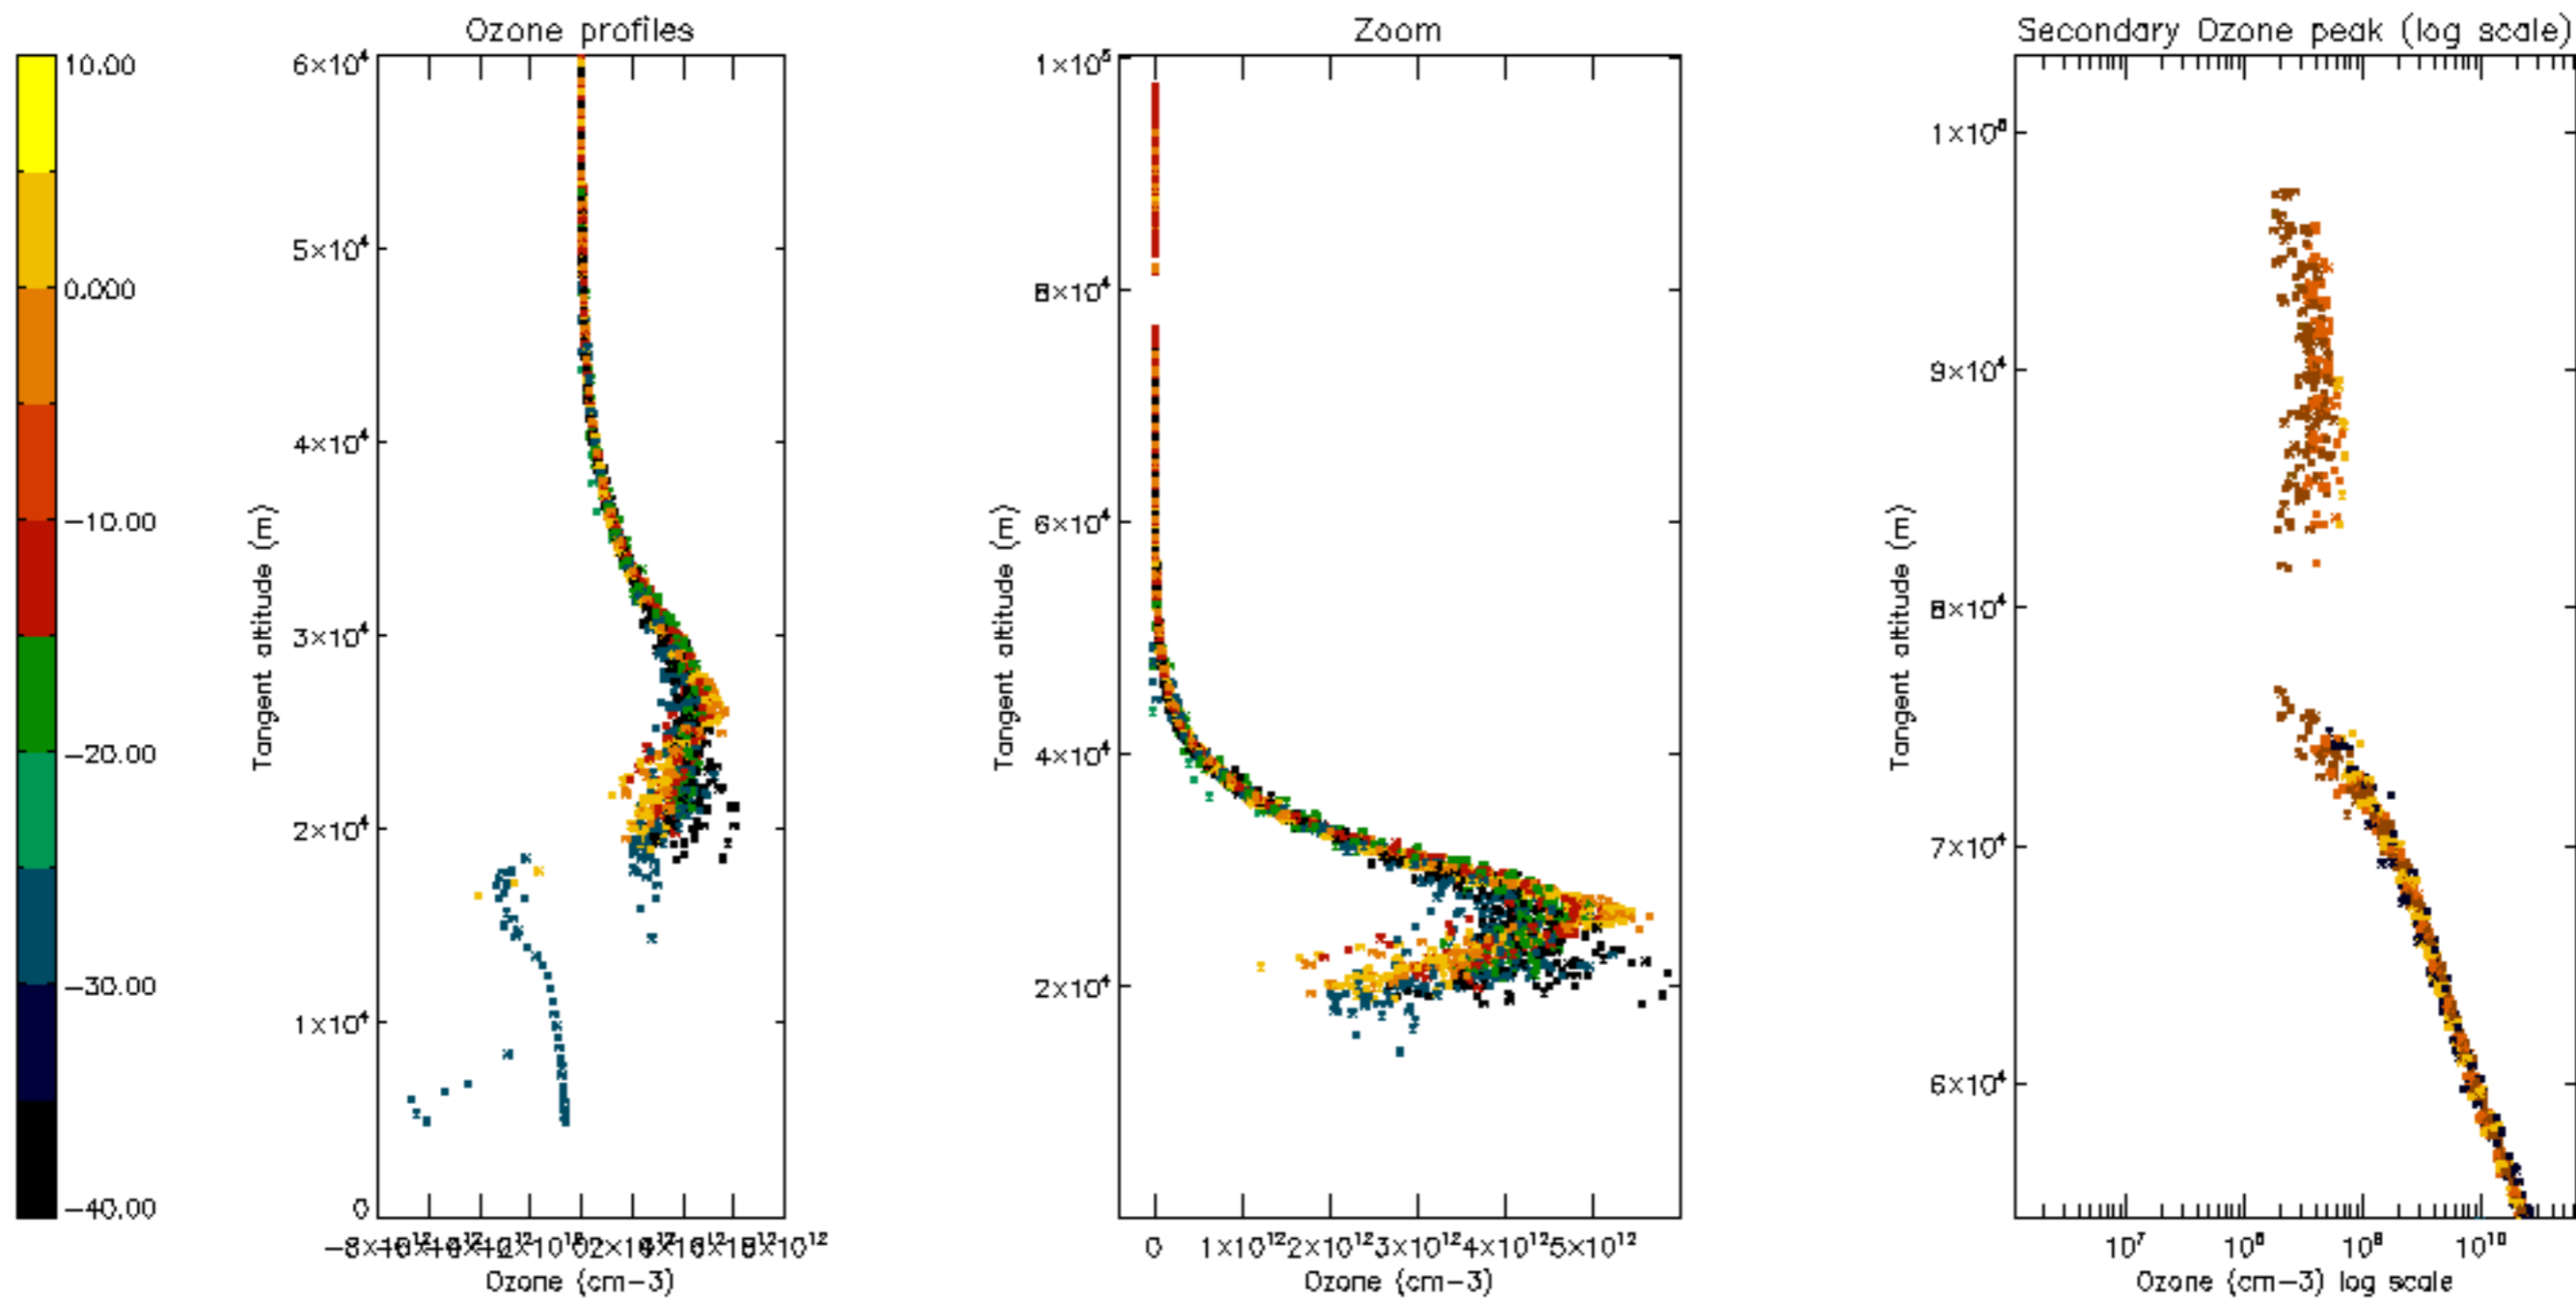 Ozone profiles
Zoom
Secondary Ozone peak (log scale)
10.00
0.000
−10.00
−20.00
−30.00
−40.00
Tangent altitude (m)
6×10⁴
5×10⁴
4×10⁴
3×10⁴
2×10⁴
1×10⁴
0
Ozone (cm−3)
Tangent altitude (m)
1×10⁵
8×10⁴
6×10⁴
4×10⁴
2×10⁴
0 1×10¹² 2×10¹² 3×10¹² 4×10¹² 5×10¹²
Ozone (cm−3)
Tangent altitude (m)
9×10⁴
8×10⁴
7×10⁴
6×10⁴
10⁷ 10⁸ 10⁹ 10¹⁰
Ozone (cm−3) log scale